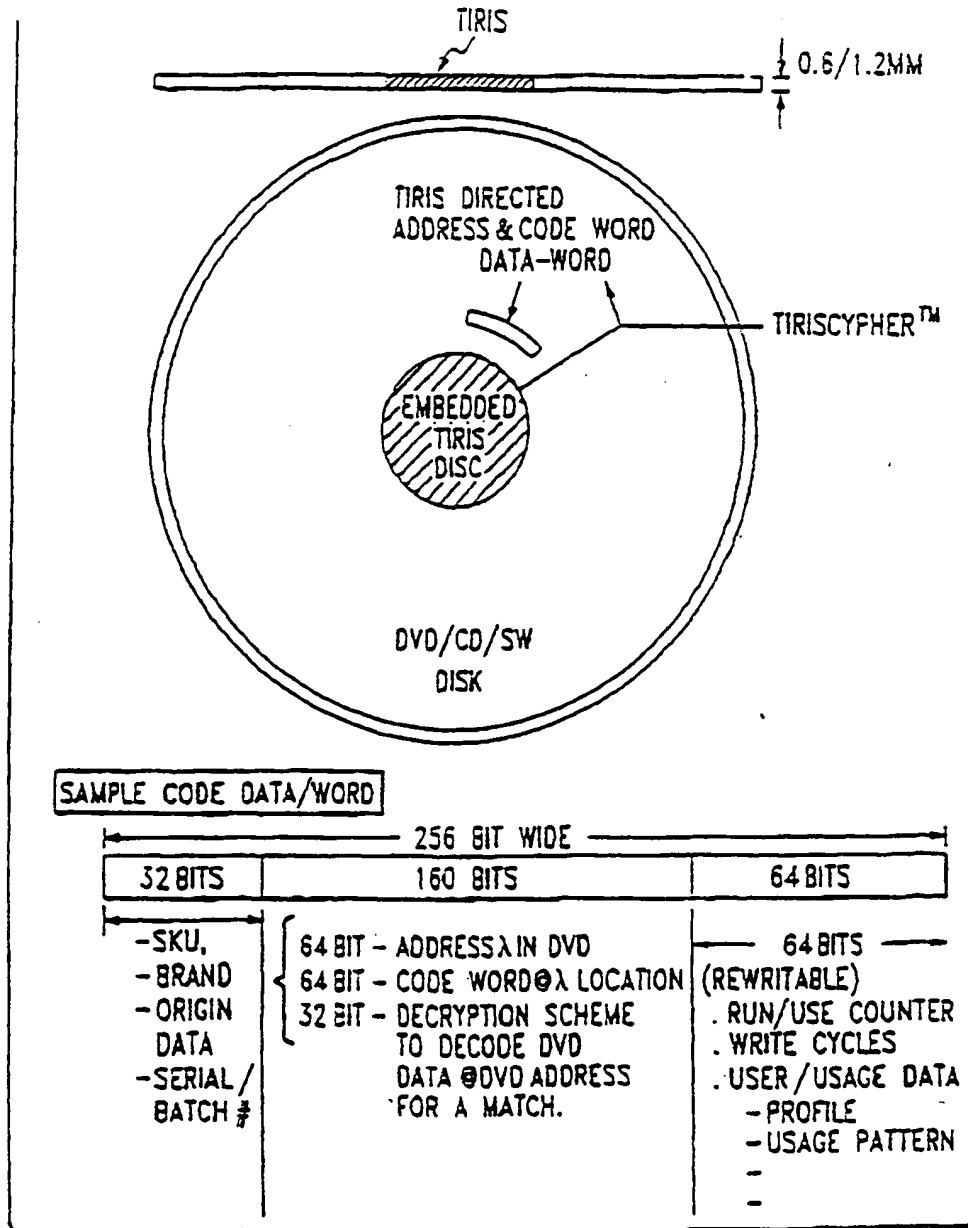 TIRIS
0.6/1.2MM
TIRIS DIRECTED
ADDRESS & CODE WORD
DATA-WORD
TIRISCYPHER™
EMBEDDED
TIRIS
DISC
DVD/CD/SW
DISK
SAMPLE CODE DATA/WORD
256 BIT WIDE
32 BITS 160 BITS 64 BITS
-SKU,
-BRAND
-ORIGIN
DATA
-SERIAL/
BATCH #
64 BIT - ADDRESS λ IN DVD
64 BIT - CODE WORD @ λ LOCATION
32 BIT - DECRYPTION SCHEME
TO DECODE DVD
DATA @ DVD ADDRESS
FOR A MATCH.
64 BITS
(REWRITABLE)
. RUN/USE COUNTER
. WRITE CYCLES
. USER/USAGE DATA
-PROFILE
-USAGE PATTERN
-
-